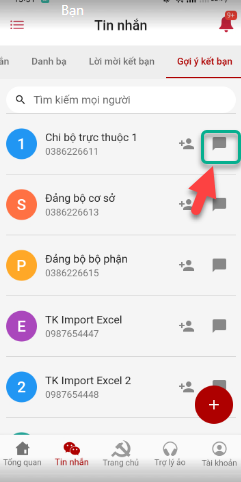 Bạn
Tin nhắn
9+
Danh bạ
Lời mời kết bạn
Gợi ý kết bạn
Tìm kiếm mọi người
1
Chi bộ trực thuộc 1
0386226611
S
Đảng bộ cơ sở
0386226613
P
Đảng bộ bộ phận
0386226615
E
TK Import Excel
0987654447
2
TK Import Excel 2
0987654448
+
Tổng quan
Tin nhắn
Trang chủ
Trợ lý ảo
Tài khoản